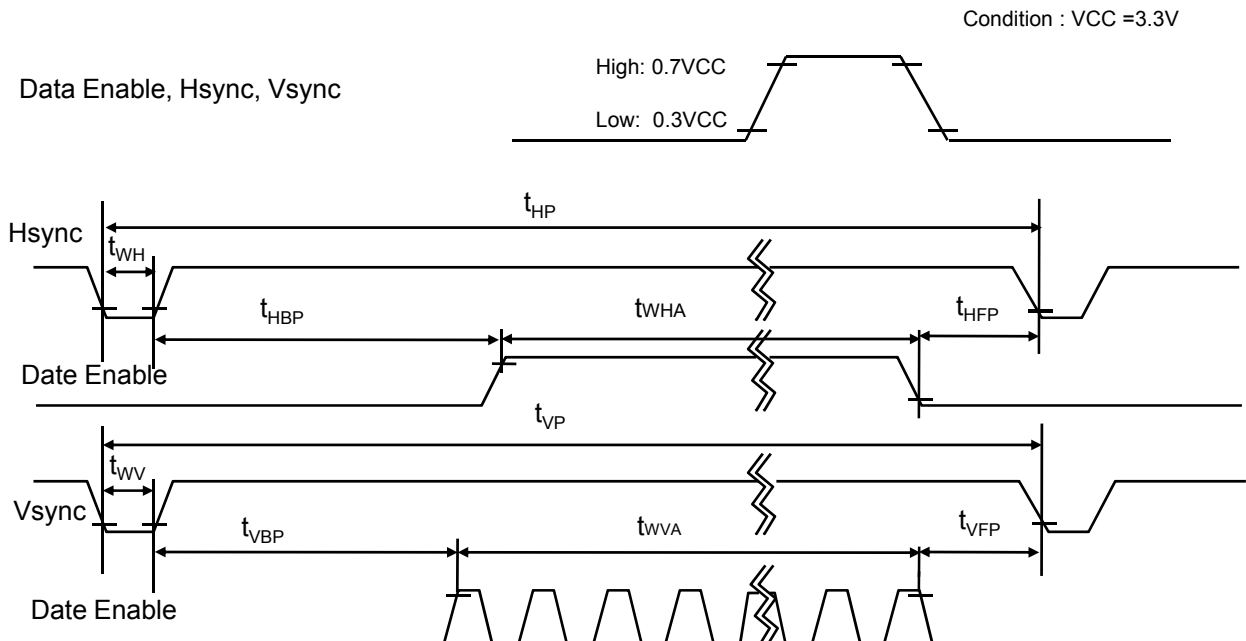 Condition : VCC =3.3V
High: 0.7VCC
Data Enable, Hsync, Vsync
Low: 0.3VCC
tHP
Hsync
tWH
tHBP
tWHA
tHFP
Date Enable
tVP
tWV
Vsync
tVBP
tWVA
tVFP
Date Enable